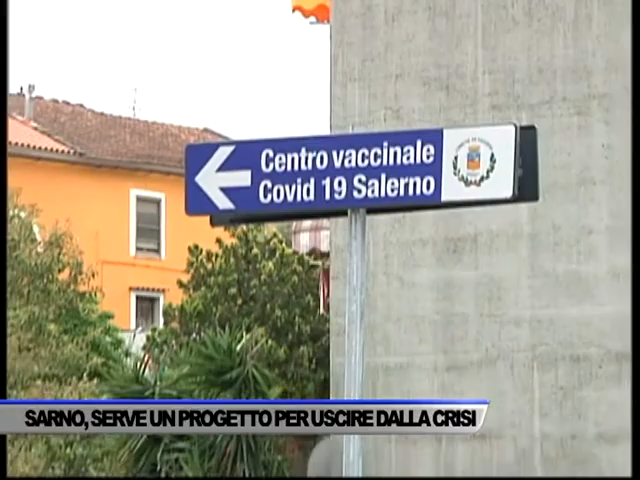 Centro vaccinale
Covid 19 Salerno
SARNO, SERVE UN PROGETTO PER USCIRE DALLA CRISI